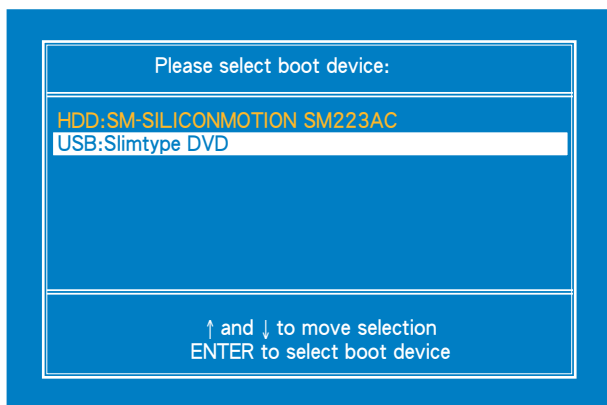 Please select boot device:
HDD:SM-SILICONMOTION SM223AC
USB:Slimtype DVD
↑ and ↓ to move selection
ENTER to select boot device